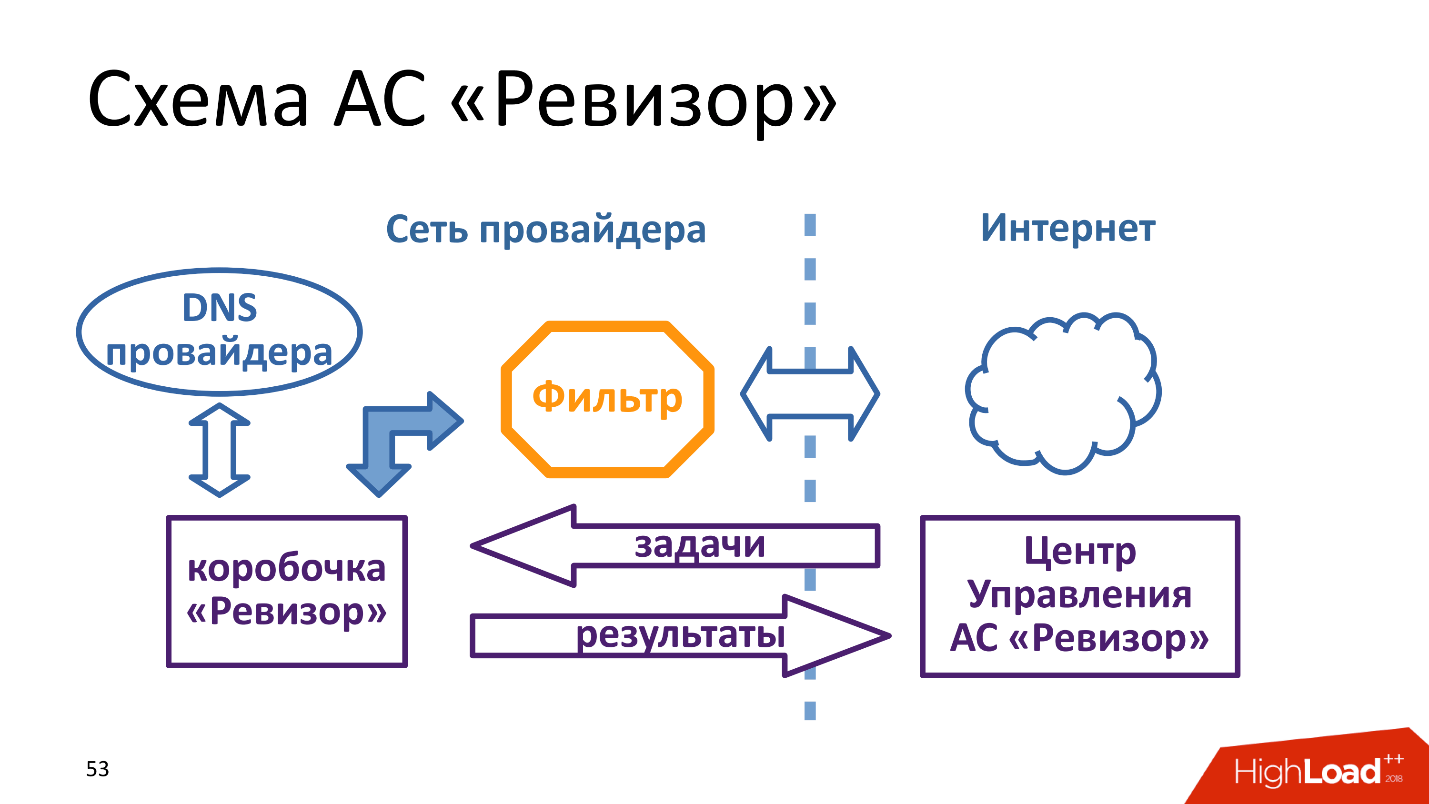 Схема АС «Ревизор»
Сеть провайдера
Интернет
DNS
провайдера
Фильтр
задачи
результаты
коробочка
«Ревизор»
Центр
Управления
АС «Ревизор»
53
HighLoad++
2018